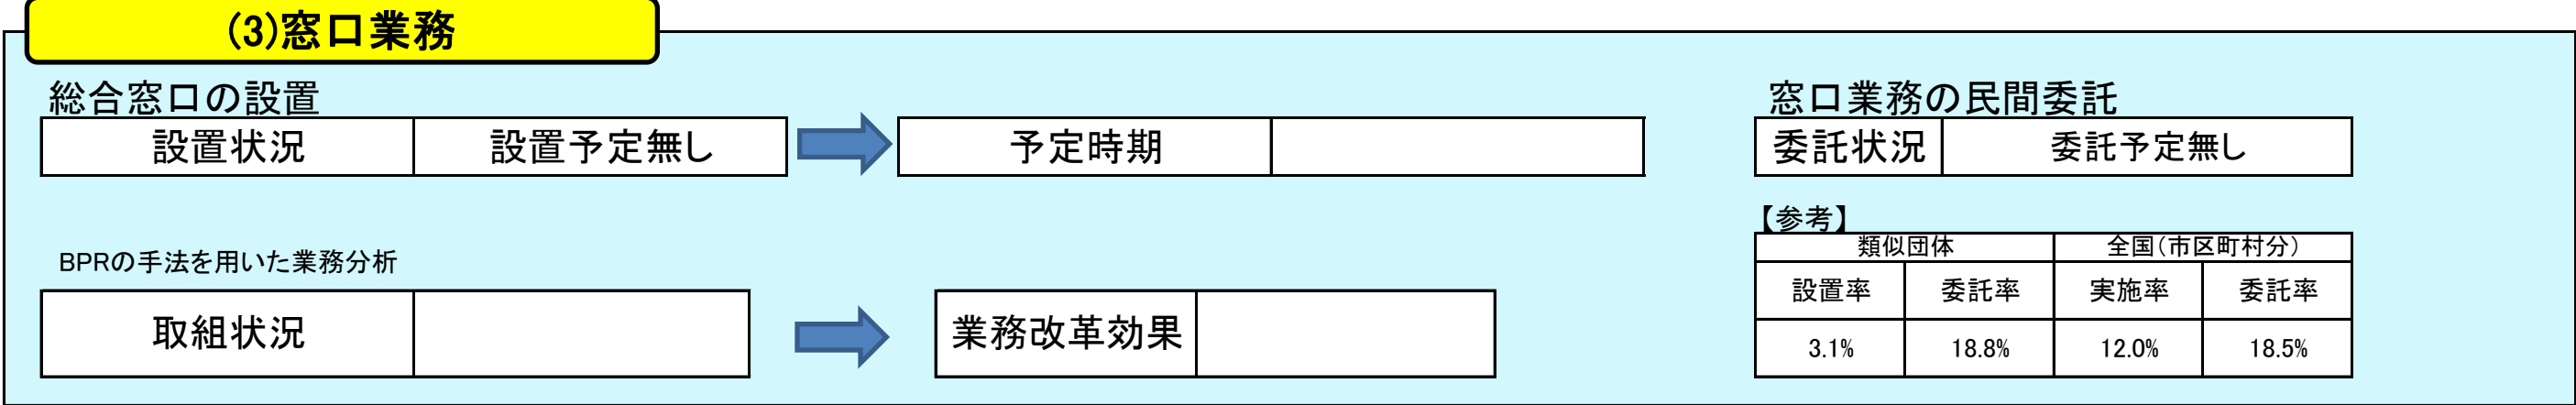 (3)窓口業務
総合窓口の設置
設置状況 設置予定無し 予定時期
窓口業務の民間委託
委託状況 委託予定無し
BPRの手法を用いた業務分析
取組状況 業務改革効果
【参考】
類似団体 全国(市区町村分)
設置率 委託率 実施率 委託率
3.1% 18.8% 12.0% 18.5%